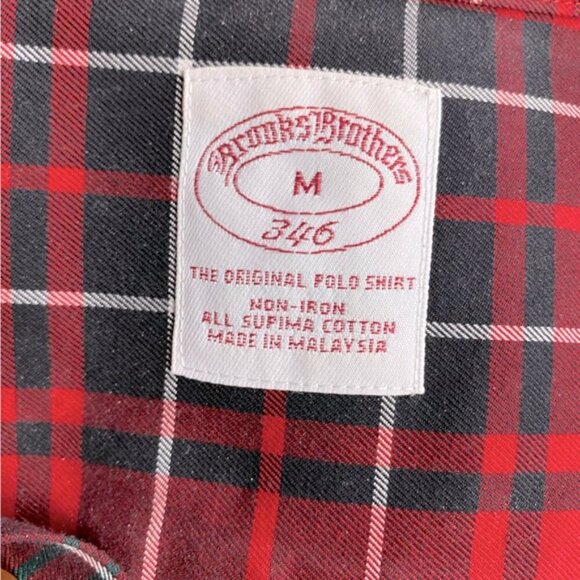 Brooks Brothers
M
346
THE ORIGINAL POLO SHIRT
NON-IRON
ALL SUPIMA COTTON
MADE IN MALAYSIA